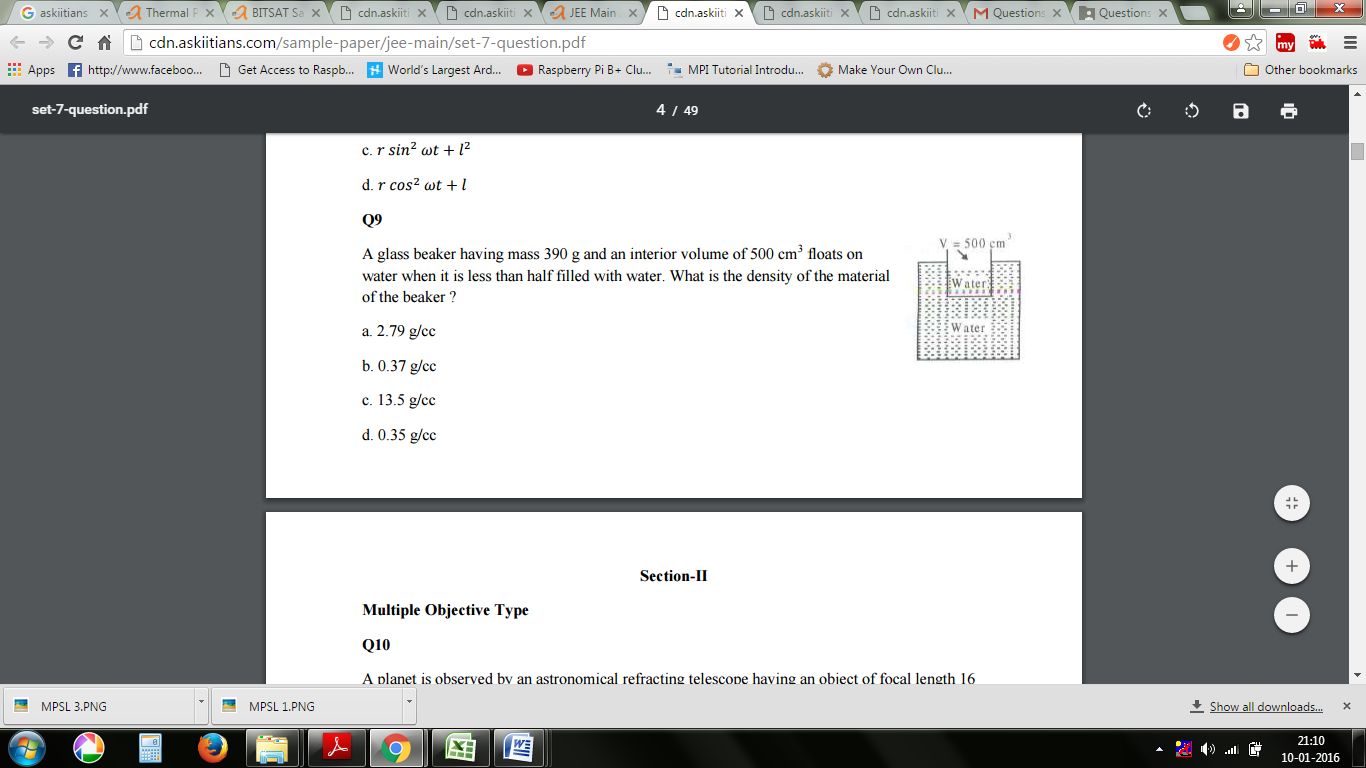 askiitians
Thermal P
BITSAT Sa
cdn.askiiti
cdn.askiiti
JEE Main
cdn.askiiti
cdn.askiiti
cdn.askiiti
Questions
Questions
cdn.askiitians.com/sample-paper/jee-main/set-7-question.pdf
my
Apps
http://www.faceboo...
Get Access to Raspb...
World's Largest Ard...
Raspberry Pi B+ Clu...
MPI Tutorial Introdu...
Make Your Own Clu...
Other bookmarks
set-7-question.pdf
4 / 49
c. r sin² ωt + l²
d. r cos² ωt + l
Q9
A glass beaker having mass 390 g and an interior volume of 500 cm³ floats on
water when it is less than half filled with water. What is the density of the material
of the beaker ?
V = 500 cm³
Water
Water
a. 2.79 g/cc
b. 0.37 g/cc
c. 13.5 g/cc
d. 0.35 g/cc
Section-II
Multiple Objective Type
Q10
A planet is observed by an astronomical refracting telescope having an object of focal length 16
MPSL 3.PNG
MPSL 1.PNG
Show all downloads...
21:10
10-01-2016